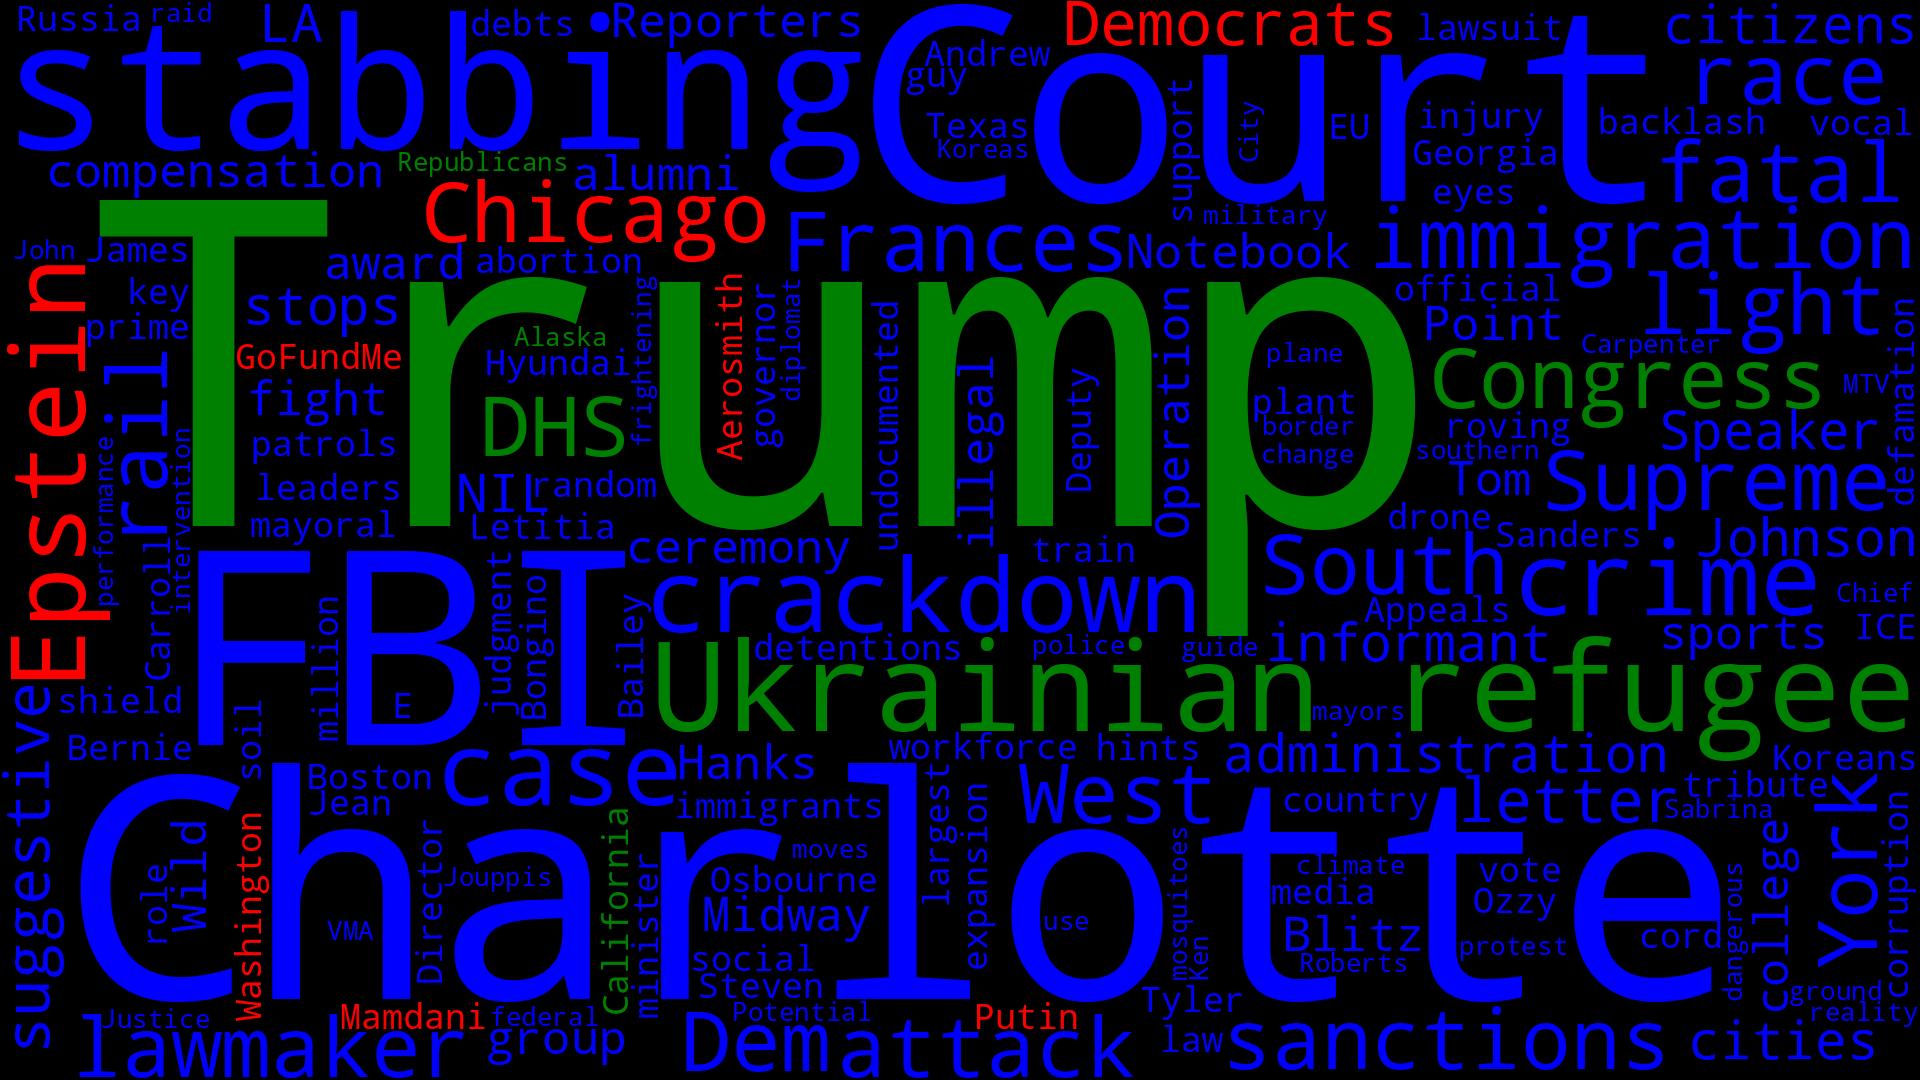 Russia
raid
LA
debts
Reporters
Democrats
lawsuit
citizens
stabbing
Court
Andrew
guy
race
Texas
Koreas
support
City
EU
injury
backlash
vocal
Georgia
fatal
compensation
Republicans
alumni
eyes
Chicago
military
Trump
John
James
award
abortion
Frances
Notebook
immigration
key
stops
frightening
Aerosmith
governor
diplomat
undocumented
Operation
official
light
prime
Alaska
Point
defamation
Epstein
rail
GoFundMe
Hyundai
illegal
Deputy
plane
Carpenter
Congress
MTV
fight
DHS
plant
border
roving
Speaker
patrols
change
southern
performance
intervention
leaders
NIL
random
Tom
Supreme
mayoral
Letitia
drone
Sanders
Johnson
FBI
ceremony
train
South
crime
Carroll
million
judgment
Bongino
Bailey
crackdown
Appeals
Chief
ICE
detentions
police
guide
informant
sports
Ukrainian refugee
shield
E
mayors
suggestive
Bernie
soil
case
Hanks
workforce
hints
administration
Koreans
Boston
Jean
immigrants
West
country
letter
tribute
Sabrina
York
Charlotte
role
Wild
Washington
VMA
Director
Jouppis
California
minister
moves
Osbourne
Midway
largest
expansion
use
mosquitoes
Ken
climate
media
vote
Ozzy
Blitz
protest
Roberts
cord
dangerous
college
corruption
social
Steven
Tyler
ground
reality
Justice
Mamdani
federal
Potential
Putin
lawmaker
group
Dem
attack
law
sanctions
cities